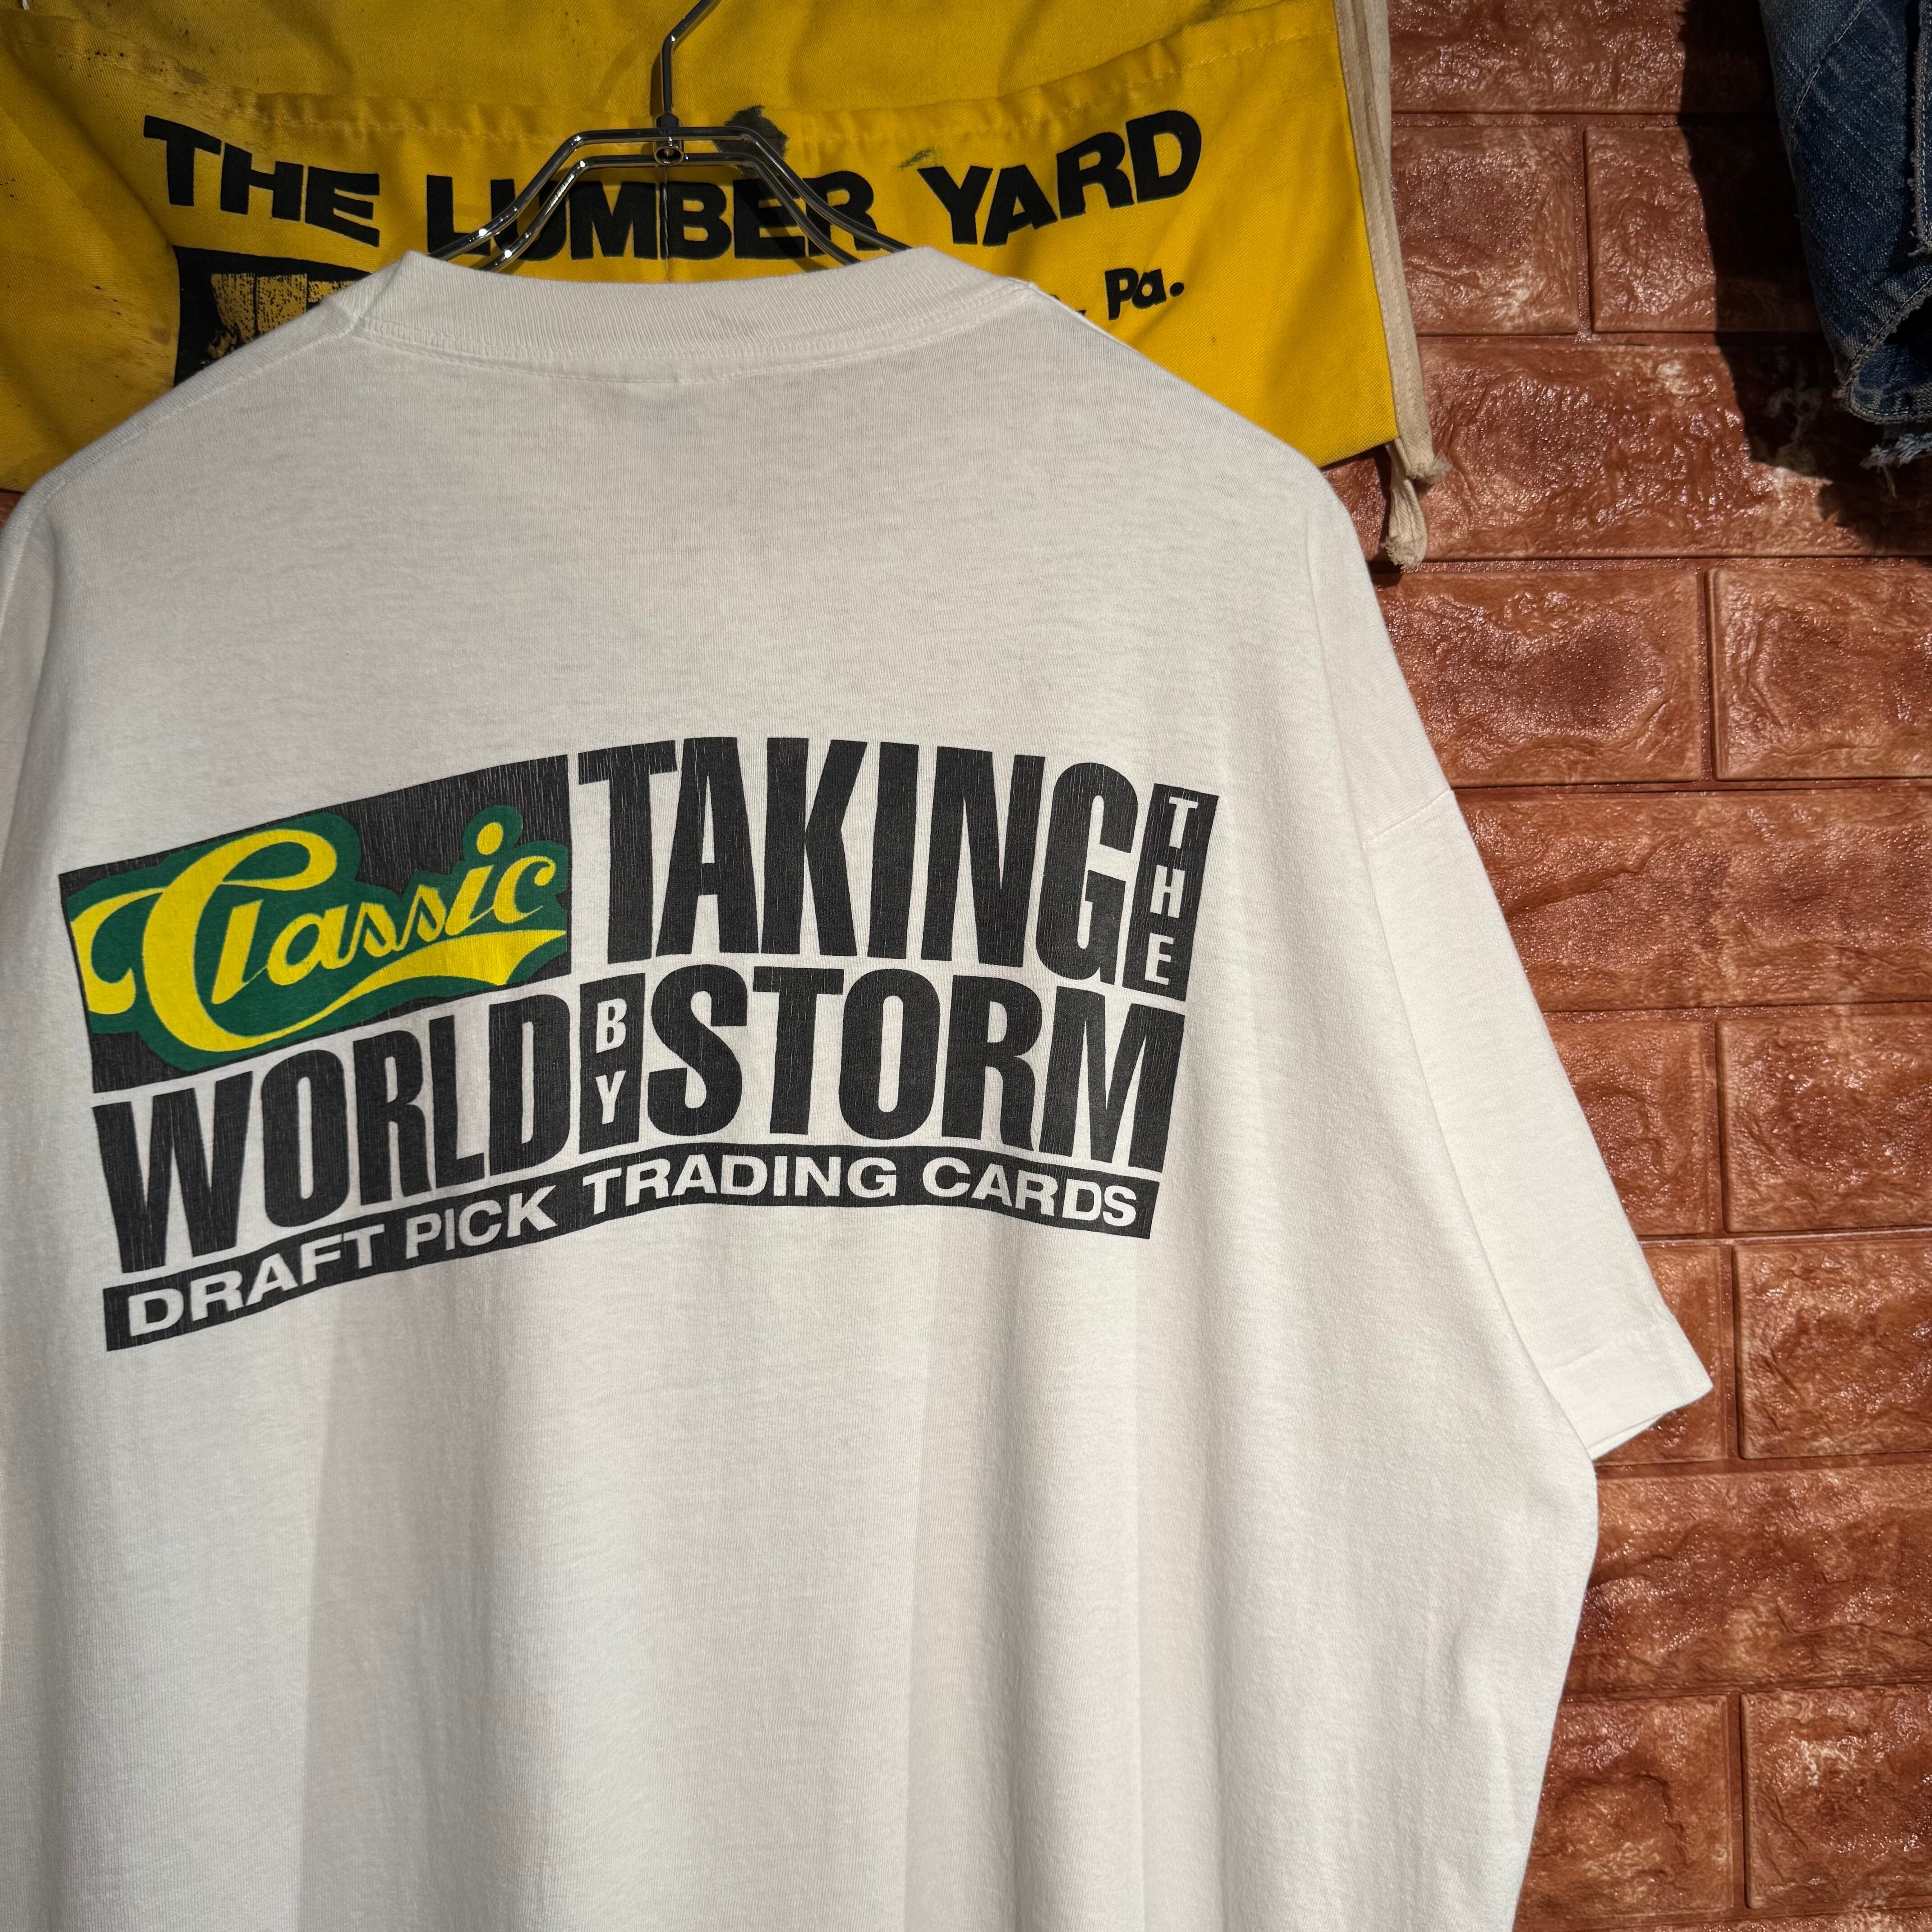 THE LUMBER YARD
Pa.
Classic TAKING THE
WORLD BY STORM
DRAFT PICK TRADING CARDS